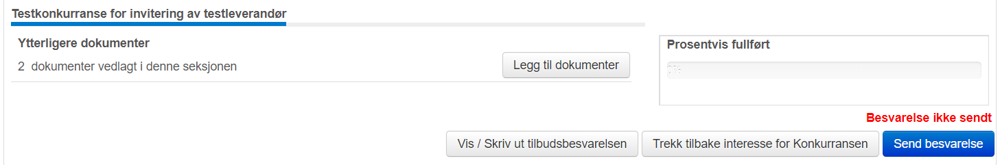 Testkonkurranse for invitering av testleverandør
Ytterligere dokumenter
2 dokumenter vedlagt i denne seksjonen
Legg til dokumenter
Prosentvis fullført
Besvarelse ikke sendt
Vis / Skriv ut tilbudsbesvarelsen
Trekk tilbake interesse for Konkurransen
Send besvarelse